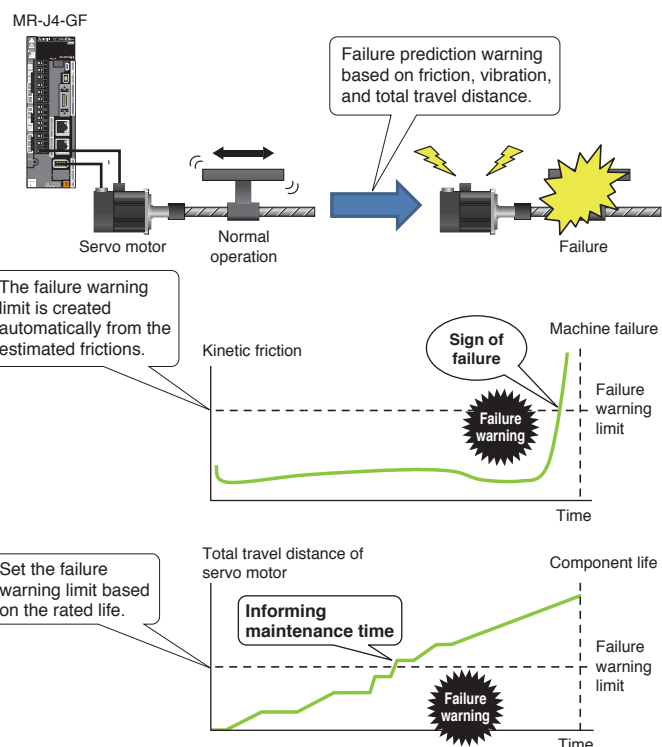 MR-J4-GF
Failure prediction warning
based on friction, vibration,
and total travel distance.
Servo motor
Normal
operation
Failure
The failure warning
limit is created
automatically from the
estimated frictions.
Kinetic friction
Sign of
failure
Machine failure
Failure
warning
Failure
warning
limit
Time
Set the failure
warning limit based
on the rated life.
Total travel distance of
servo motor
Component life
Informing
maintenance time
Failure
warning
Failure
warning
limit
Time